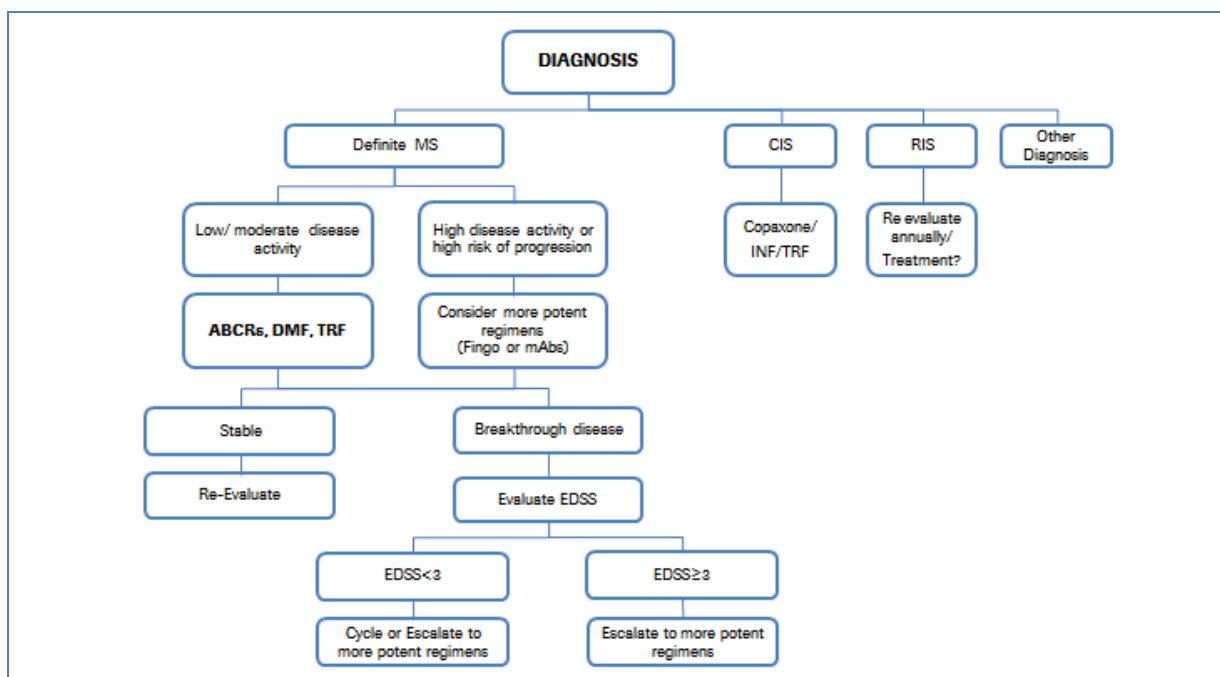 DIAGNOSIS
Definite MS
CIS
RIS
Other
Diagnosis
Low/ moderate disease
activity
High disease activity or
high risk of progression
Copaxone/
INF/TRF
Re evaluate
annually/
Treatment?
ABCRs, DMF, TRF
Consider more potent
regimens
(Fingo or mAbs)
Stable
Breakthrough disease
Re-Evaluate
Evaluate EDSS
EDSS<3
EDSS≥3
Cycle or Escalate to
more potent regimens
Escalate to more potent
regimens